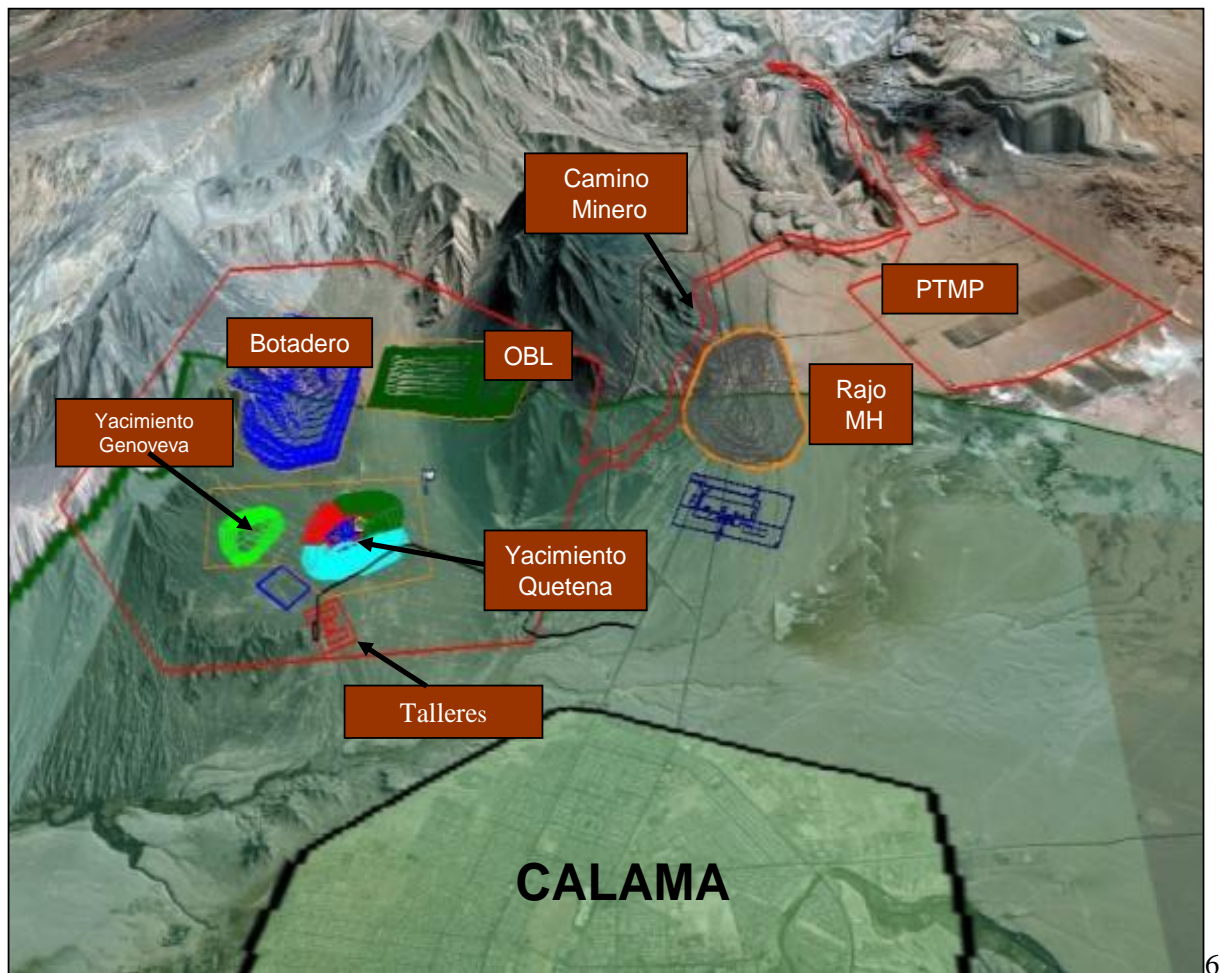 Camino
Minero
PTMP
Botadero
OBL
Rajo
MH
Yacimiento
Genoveva
Yacimiento
Quetena
Talleres
CALAMA
6